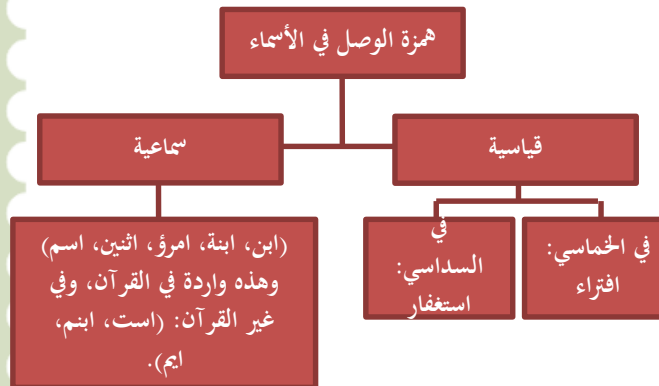 همزة الوصل في الأسماء
قياسية
سماعية
في الخماسي:
افتراء
في
السداسي:
استغفار
(ابن، ابنة، امرؤ، اثنين، اسم)
وهذه واردة في القرآن، وفي
غير القرآن: (است، ابنم،
ايم).